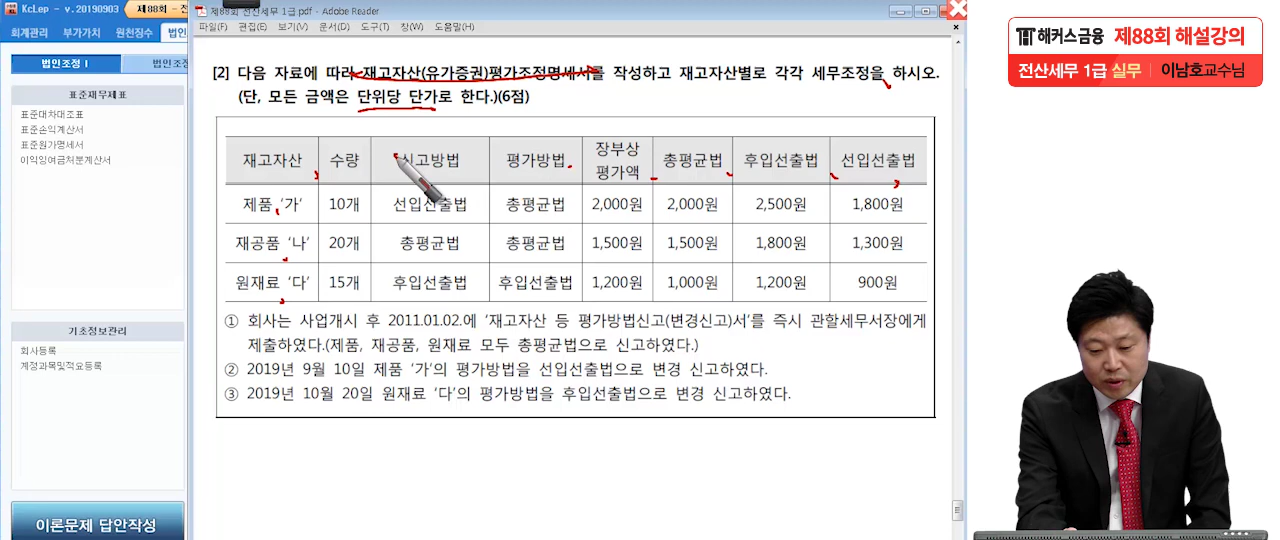 KcLep - v.20190903
제88회 - 전
제88회 전산세무 1급.pdf - Adobe Reader
파일(F) 편집(E) 보기(V) 문서(D) 도구(T) 창(W) 도움말(H)
회계관리 부가가치 원천징수 법인
법인조정 I 법인조정
표준재무제표
표준대차대조표
표준손익계산서
표준원가명세서
이익잉여금처분계산서
기초정보관리
회사등록
계정과목및적요등록
이론문제 답안작성
[2] 다음 자료에 따라 재고자산(유가증권)평가조정명세서를 작성하고 재고자산별로 각각 세무조정을 하시오.
(단, 모든 금액은 단위당 단가로 한다.)(6점)
재고자산 수량 신고방법 평가방법 장부상 평가액 총평균법 후입선출법 선입선출법
제품 ‘가’ 10개 선입선출법 총평균법 2,000원 2,000원 2,500원 1,800원
재공품 ‘나’ 20개 총평균법 총평균법 1,500원 1,500원 1,800원 1,300원
원재료 ‘다’ 15개 후입선출법 후입선출법 1,200원 1,000원 1,200원 900원
① 회사는 사업개시 후 2011.01.02.에 ‘재고자산 등 평가방법신고(변경신고)서’를 즉시 관할세무서장에게
제출하였다.(제품, 재공품, 원재료 모두 총평균법으로 신고하였다.)
② 2019년 9월 10일 제품 ‘가’의 평가방법을 선입선출법으로 변경 신고하였다.
③ 2019년 10월 20일 원재료 ‘다’의 평가방법을 후입선출법으로 변경 신고하였다.
해커스금융 제88회 해설강의
전산세무 1급 실무 이남호교수님